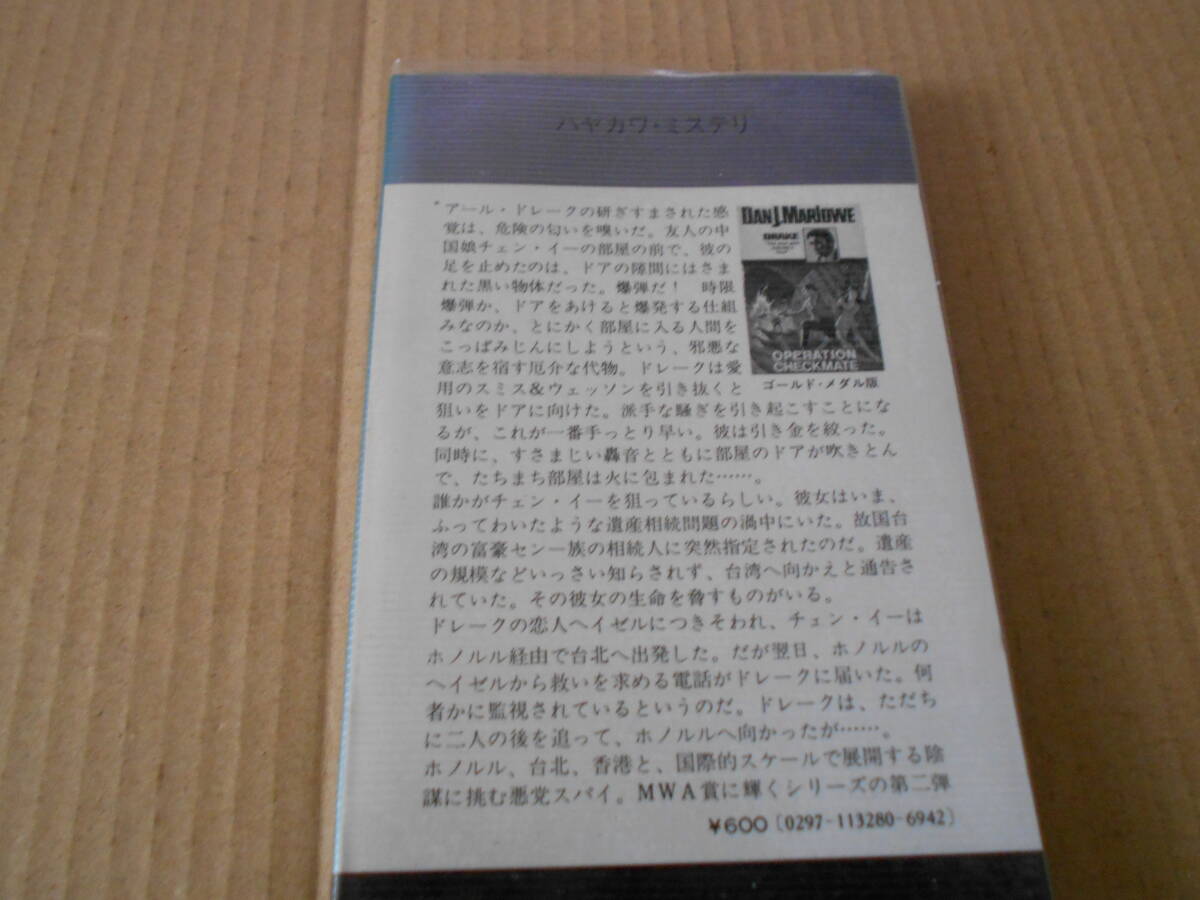 ハヤカワ・ミステリ
アール・ドレークの研ぎすまされた感
覚は、危険の匂いを嗅いだ。友人の中
国娘チェン・イーの部屋の前で、彼の
足を止めたのは、ドアの隙間にはさま
れた黒い物体だった。爆弾だ！　時限
爆弾か、ドアをあけると爆発する仕組
みなのか、とにかく部屋に入る人間を
こっぱみじんにしようという、邪悪な
意志を宿す厄介な代物。ドレークは愛
用のスミス&ウェッソンを引き抜くと
狙いをドアに向けた。派手な騒ぎを引き起こすことにな
るが、これが一番手っとり早い。彼は引き金を絞った。
同時に、すさまじい轟音とともに部屋のドアが吹きとん
で、たちまち部屋は火に包まれた……。
誰かがチェン・イーを狙っているらしい。彼女はいま、
ふってわいたような遺産相続問題の渦中にいた。故国台
湾の富豪セン一族の相続人に突然指定されたのだ。遺産
の規模などいっさい知らされず、台湾へ向かえと通告さ
れていた。その彼女の生命を脅すものがいる。
ドレークの恋人ヘイゼルにつきそわれ、チェン・イーは
ホノルル経由で台北へ出発した。だが翌日、ホノルルの
ヘイゼルから救いを求める電話がドレークに届いた。何
者かに監視されているというのだ。ドレークは、ただち
に二人の後を追って、ホノルルへ向かったが……。
ホノルル、台北、香港と、国際的スケールで展開する陰
謀に挑む悪党スパイ。MWA賞に輝くシリーズの第二弾
¥600〔0297-113280-6942〕
DAN J. MARLOWE
DRAKE
OPERATION
CHECKMATE
ゴールド・メダル版